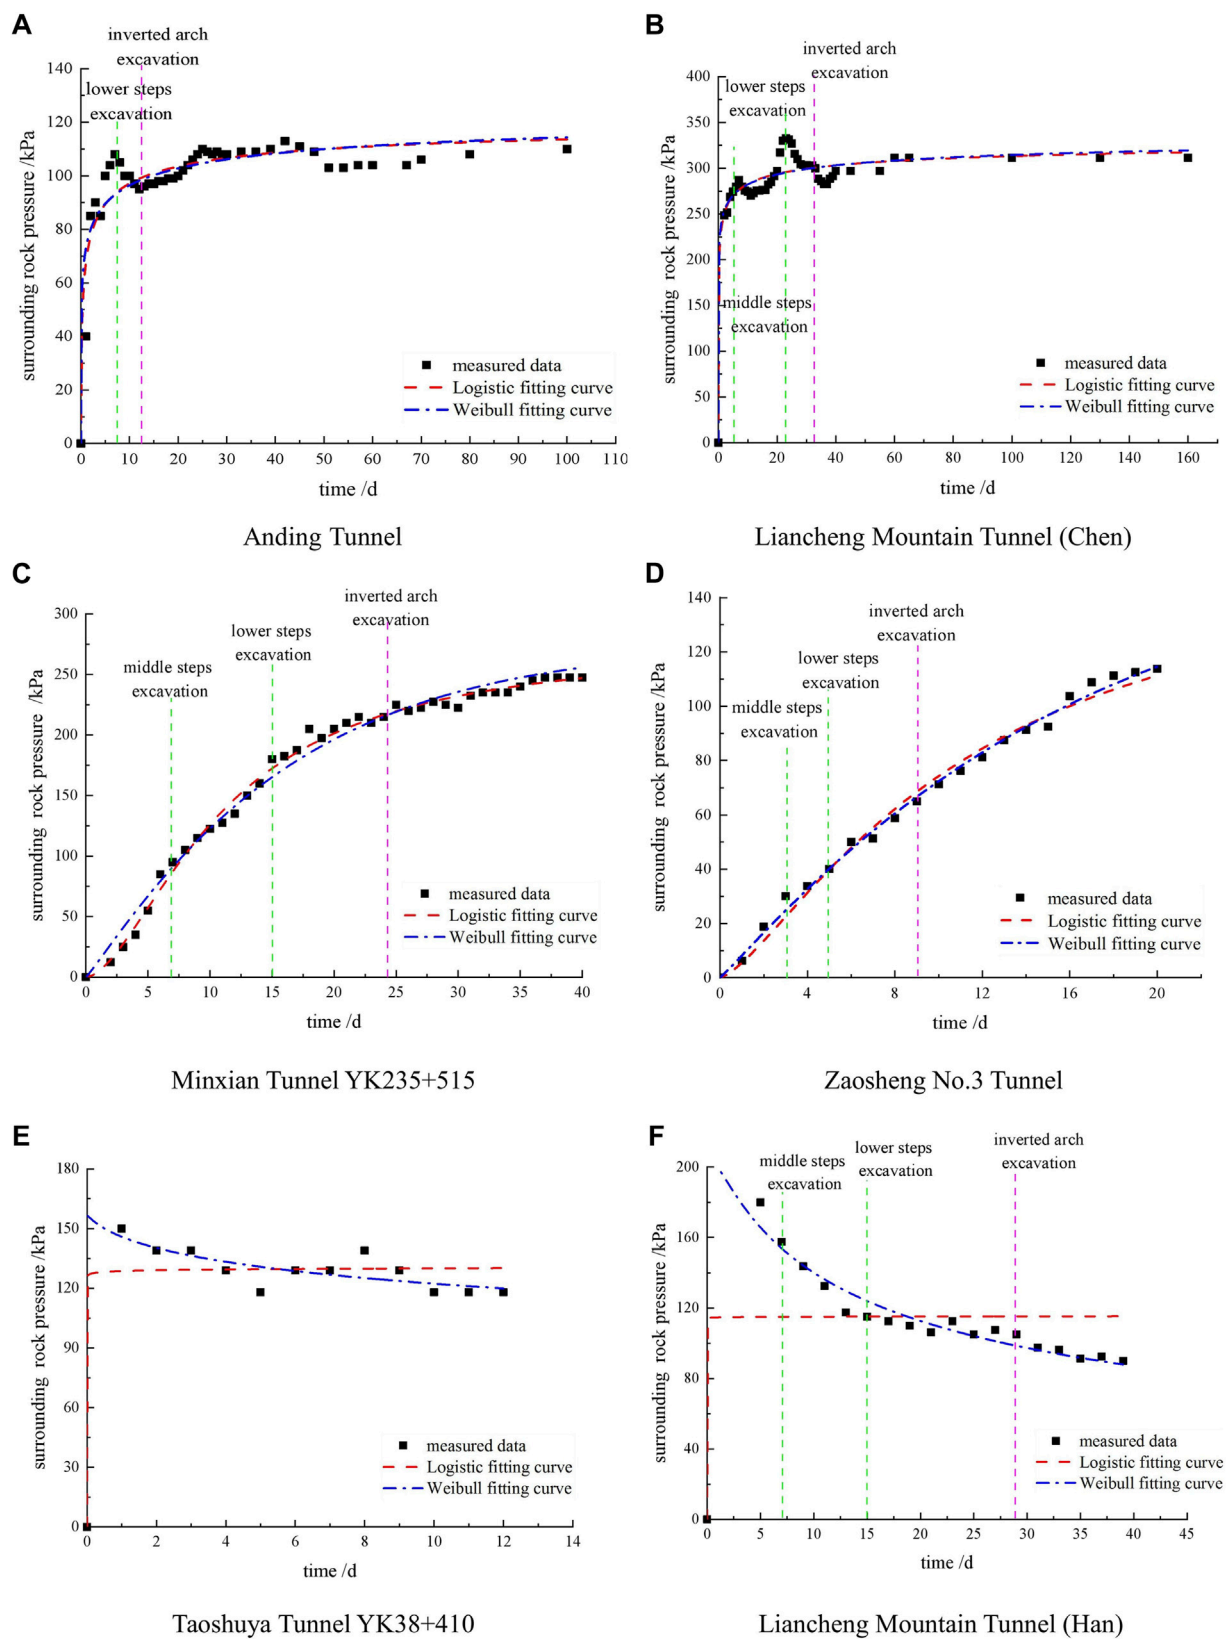 A
inverted arch
excavation
lower steps
excavation
140
120
100
80
60
40
20
0
surrounding rock pressure /kPa
measured data
Logistic fitting curve
Weibull fitting curve
0 10 20 30 40 50 60 70 80 90 100 110
time /d
Anding Tunnel
B
inverted arch
excavation
lower steps
excavation
400
350
300
250
200
150
100
50
0
surrounding rock pressure /kPa
middle steps
excavation
measured data
Logistic fitting curve
Weibull fitting curve
0 20 40 60 80 100 120 140 160
time /d
Liancheng Mountain Tunnel (Chen)
C
inverted arch
excavation
lower steps
excavation
middle steps
excavation
300
250
200
150
100
50
0
surrounding rock pressure /kPa
measured data
Logistic fitting curve
Weibull fitting curve
0 5 10 15 20 25 30 35 40
time /d
Minxian Tunnel YK235+515
D
inverted arch
excavation
lower steps
excavation
middle steps
excavation
140
120
100
80
60
40
20
0
surrounding rock pressure /kPa
measured data
Logistic fitting curve
Weibull fitting curve
0 4 8 12 16 20
time /d
Zaosheng No.3 Tunnel
E
180
150
120
90
60
30
0
surrounding rock pressure /kPa
measured data
Logistic fitting curve
Weibull fitting curve
0 2 4 6 8 10 12 14
time /d
Taoshuya Tunnel YK38+410
F
inverted arch
excavation
lower steps
excavation
middle steps
excavation
200
160
120
80
40
0
surrounding rock pressure /kPa
measured data
Logistic fitting curve
Weibull fitting curve
0 5 10 15 20 25 30 35 40 45
time /d
Liancheng Mountain Tunnel (Han)